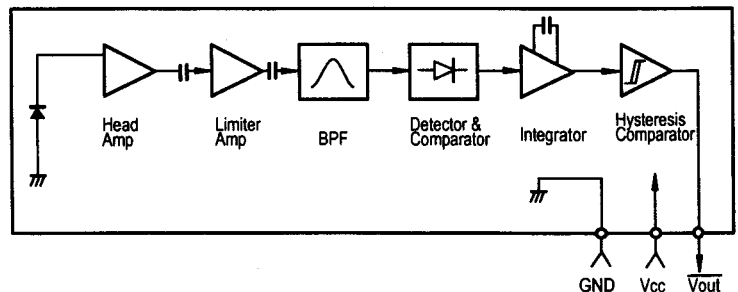 Head
Amp
Limiter
Amp
BPF
Detector &
Comparator
Integrator
Hysteresis
Comparator
GND
Vcc
Vout